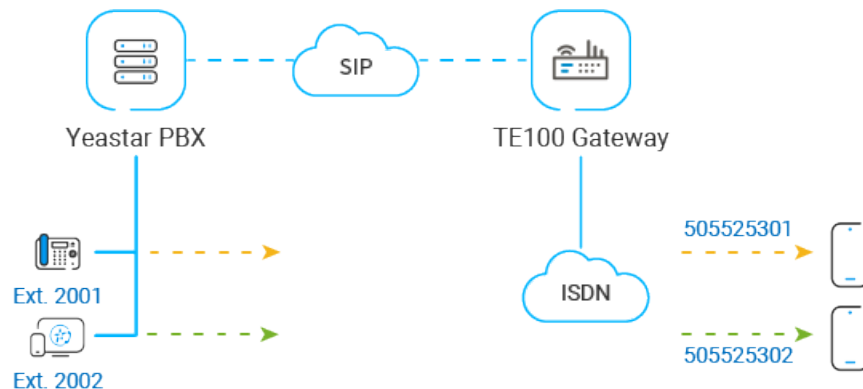 SIP
Yeastar PBX
TE100 Gateway
505525301
Ext. 2001
ISDN
505525302
Ext. 2002